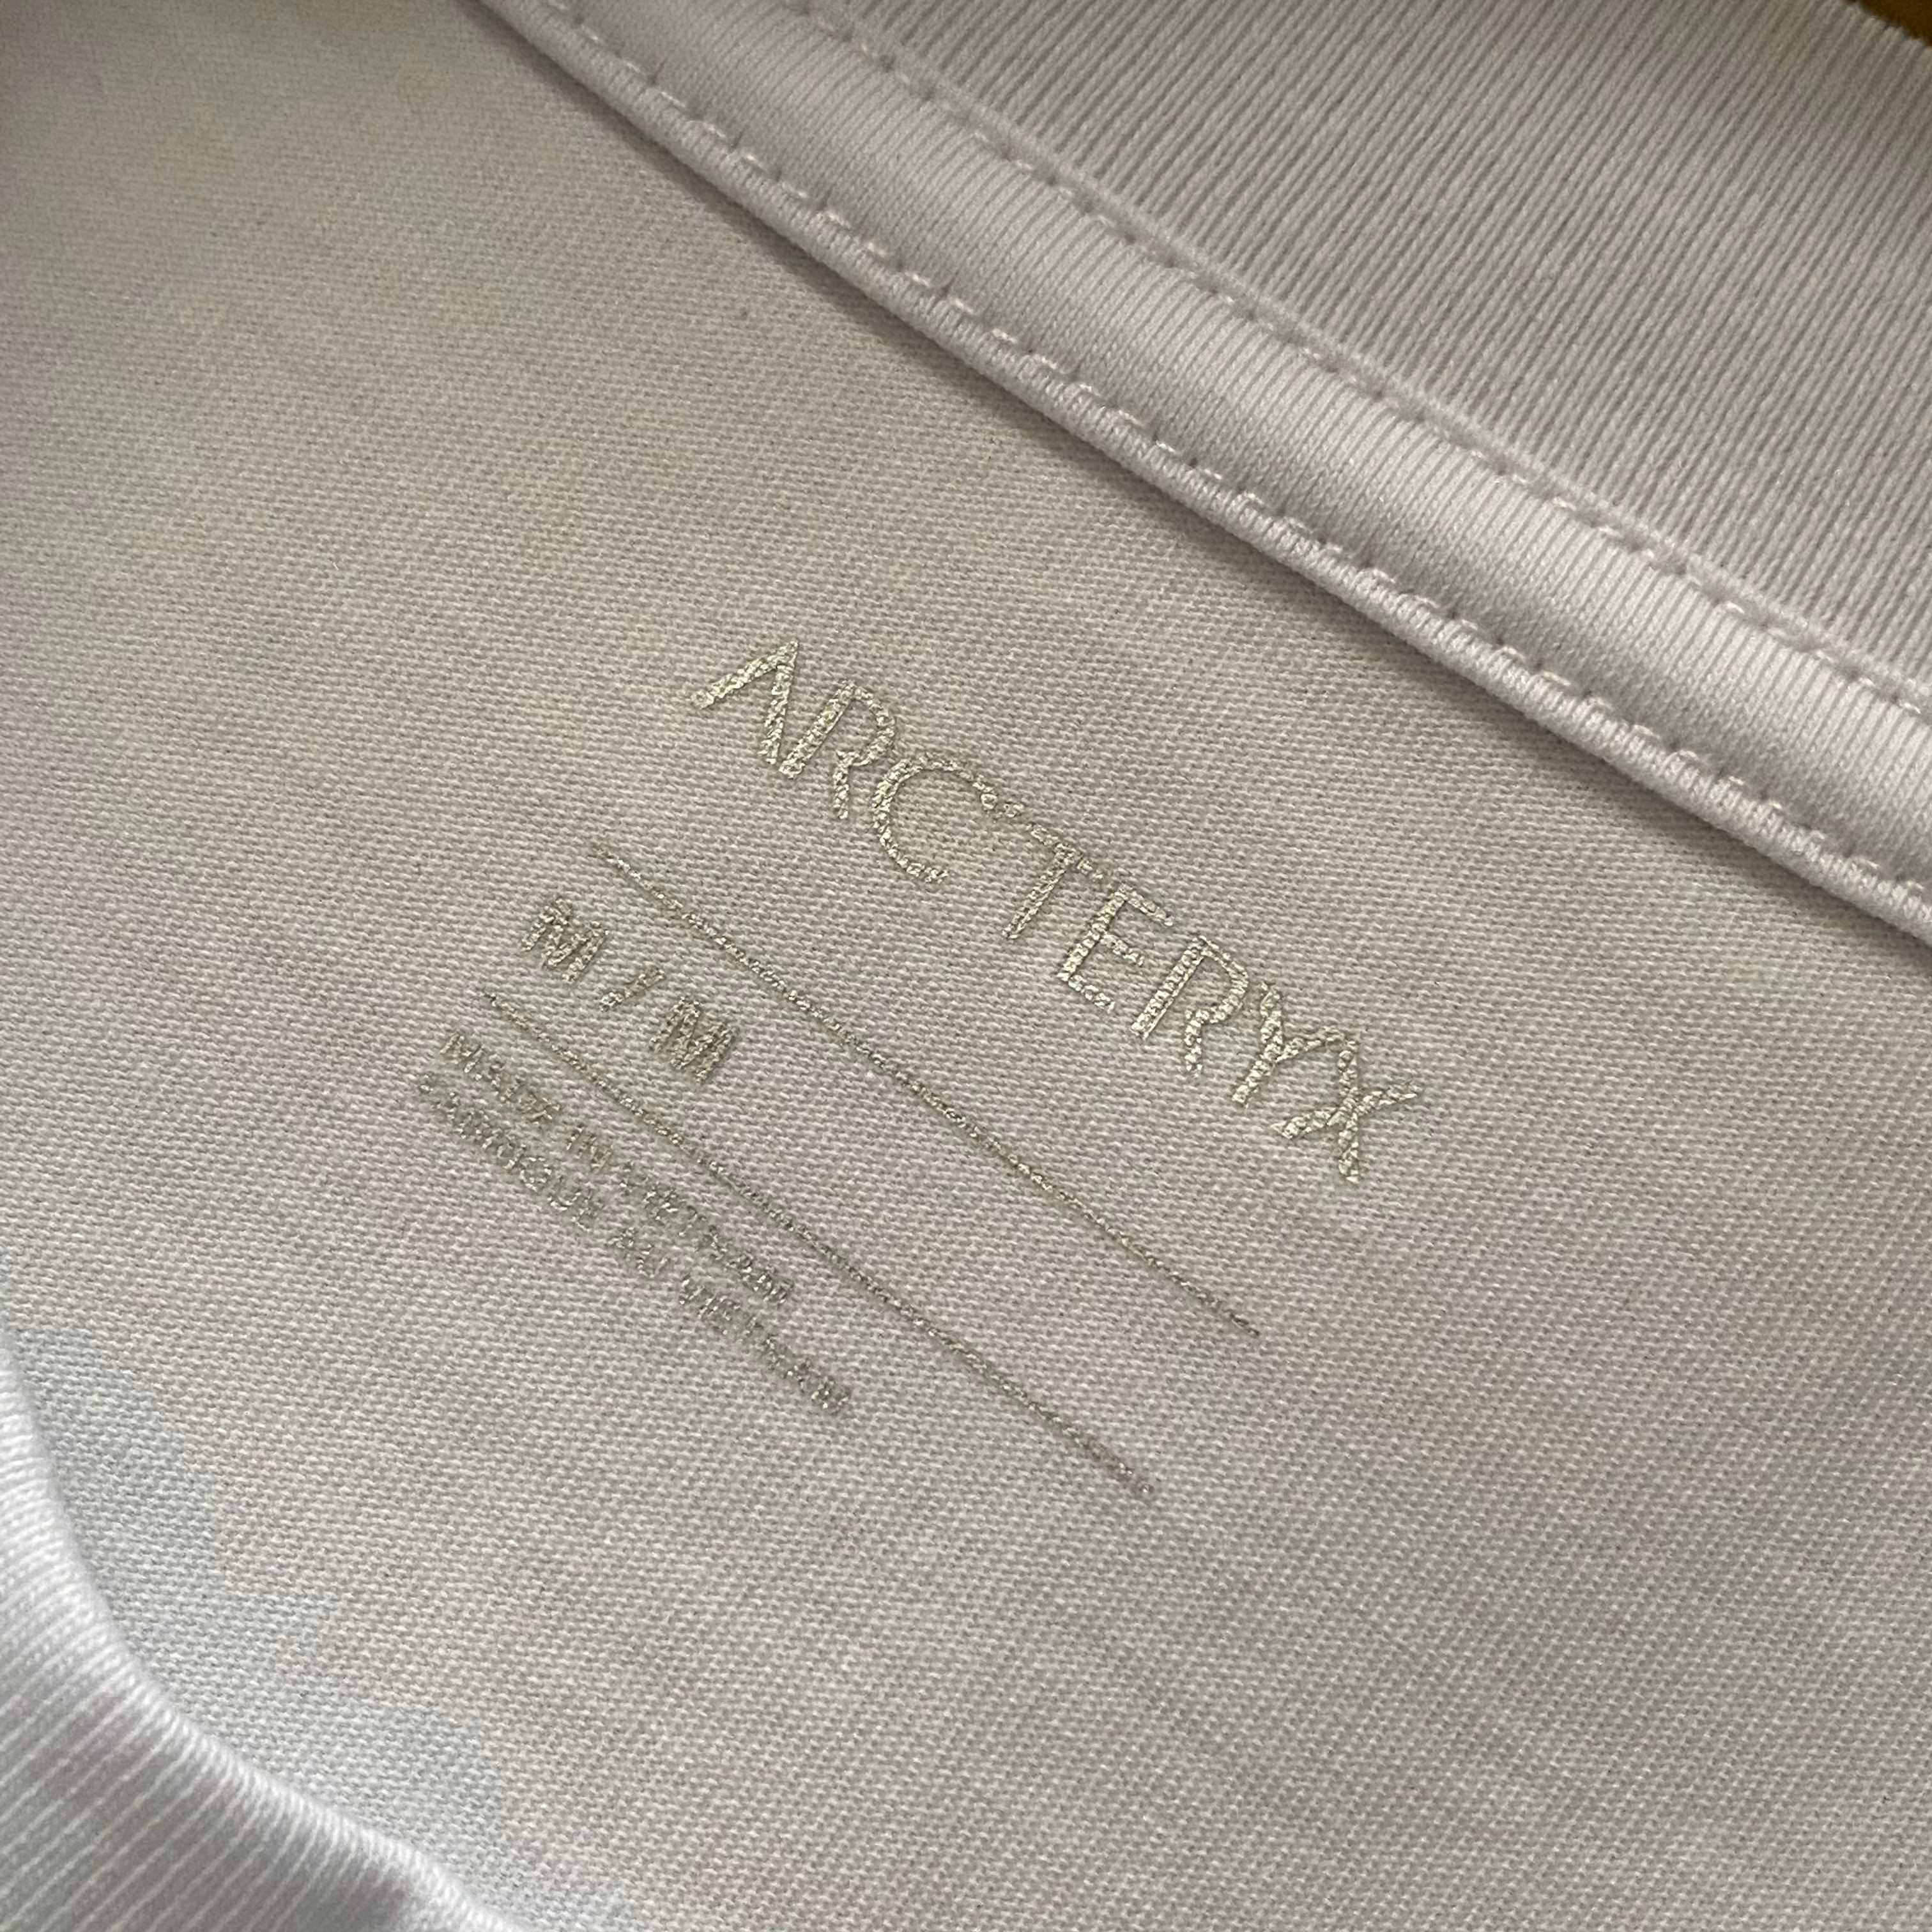 ARC'TERYX
M / M
MADE IN VIETNAM
FABRIQUÉ AU VIETNAM